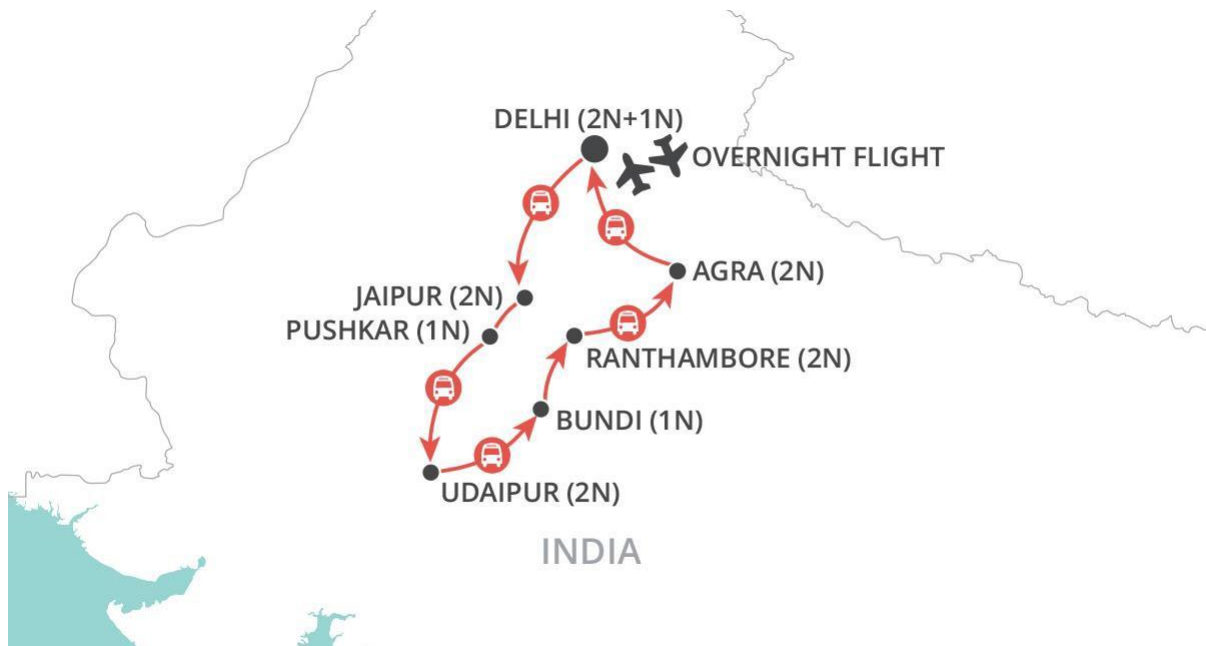 DELHI (2N+1N)
OVERNIGHT FLIGHT
AGRA (2N)
JAIPUR (2N)
PUSHKAR (1N)
RANTHAMBORE (2N)
BUNDI (1N)
UDAIPUR (2N)
INDIA